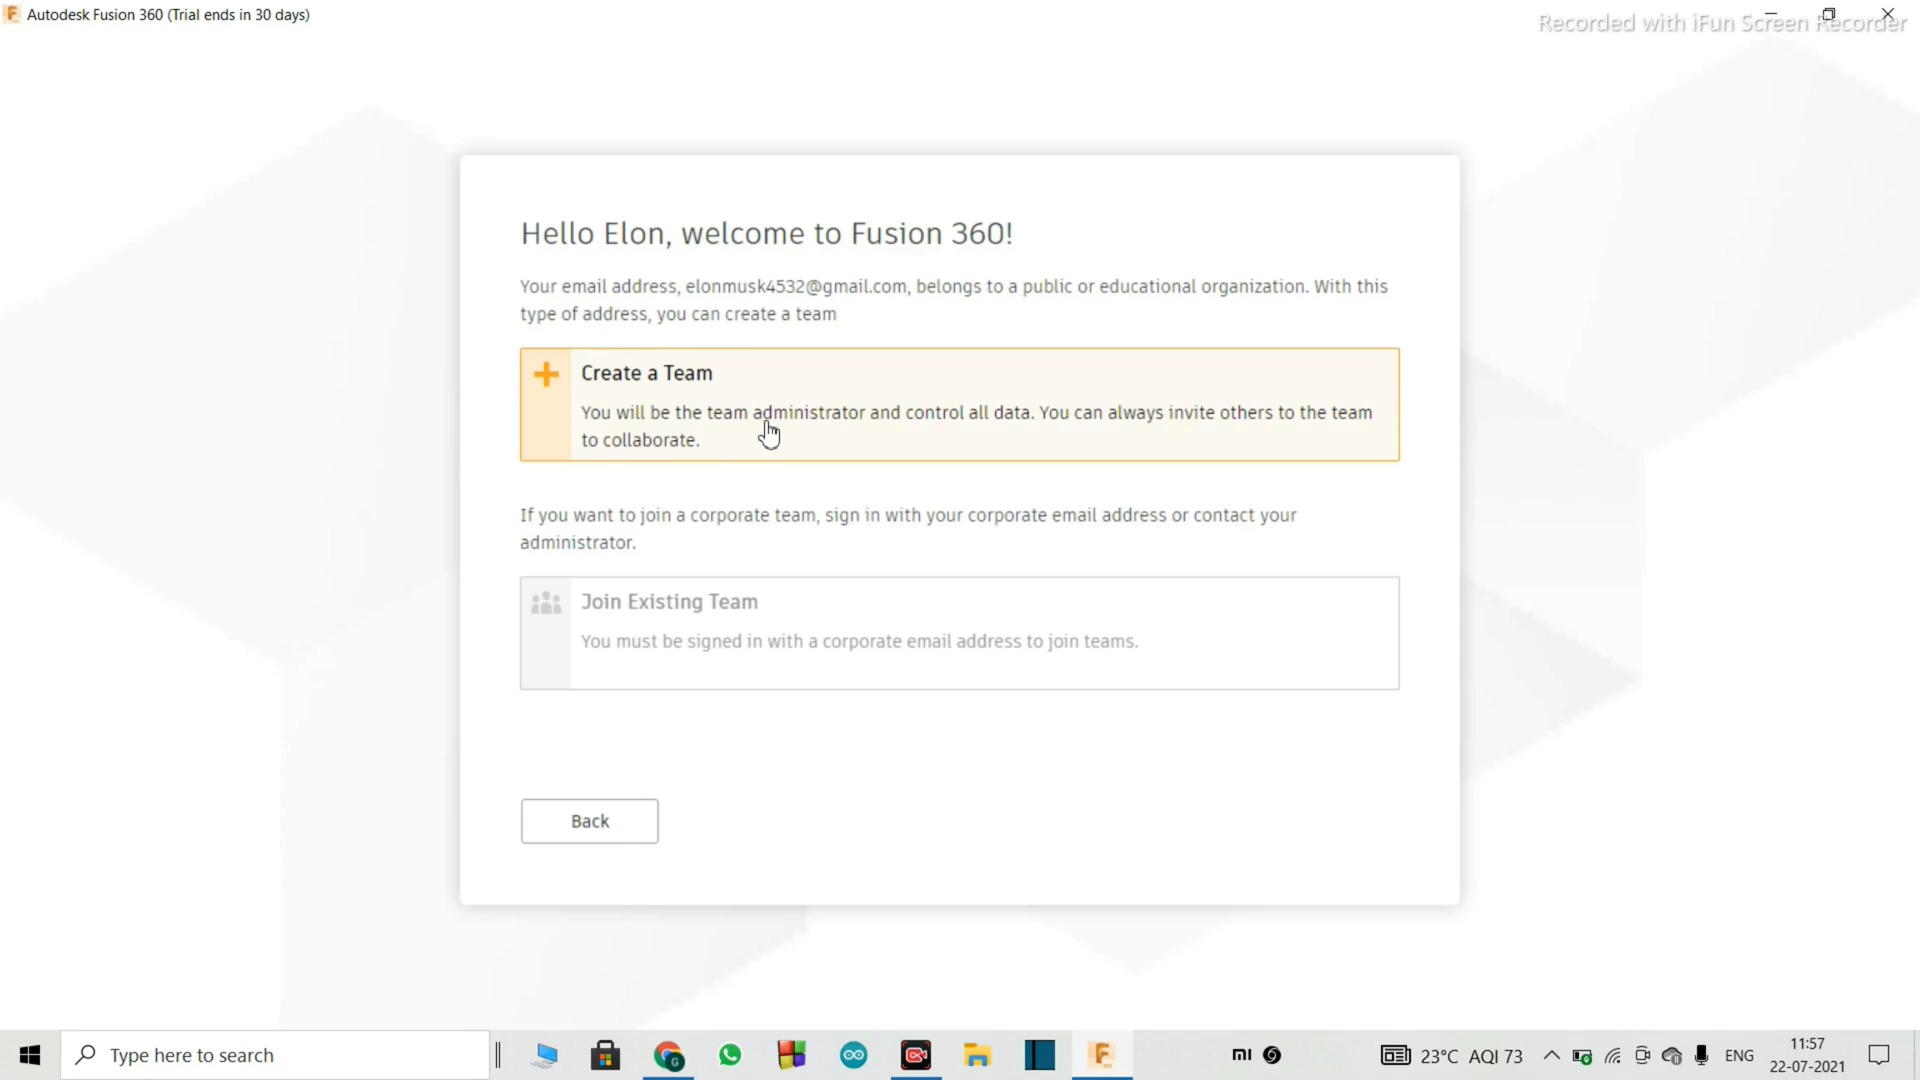 Autodesk Fusion 360 (Trial ends in 30 days)
Recorded with iFun Screen Recorder
Hello Elon, welcome to Fusion 360!
Your email address, elonmusk4532@gmail.com, belongs to a public or educational organization. With this
type of address, you can create a team
Create a Team
You will be the team administrator and control all data. You can always invite others to the team
to collaborate.
If you want to join a corporate team, sign in with your corporate email address or contact your
administrator.
Join Existing Team
You must be signed in with a corporate email address to join teams.
Back
Type here to search
23°C AQI 73
ENG
11:57
22-07-2021